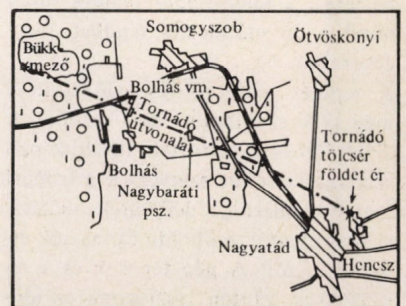 Somogyszob
Ötvöskonyi
Bükk-
mező
Bolhás vm.
Tornádó
útvonala
Tornádó
tölcsér
földet ér
Bolhás
Nagybaráti
psz.
Nagyatád
Henesz